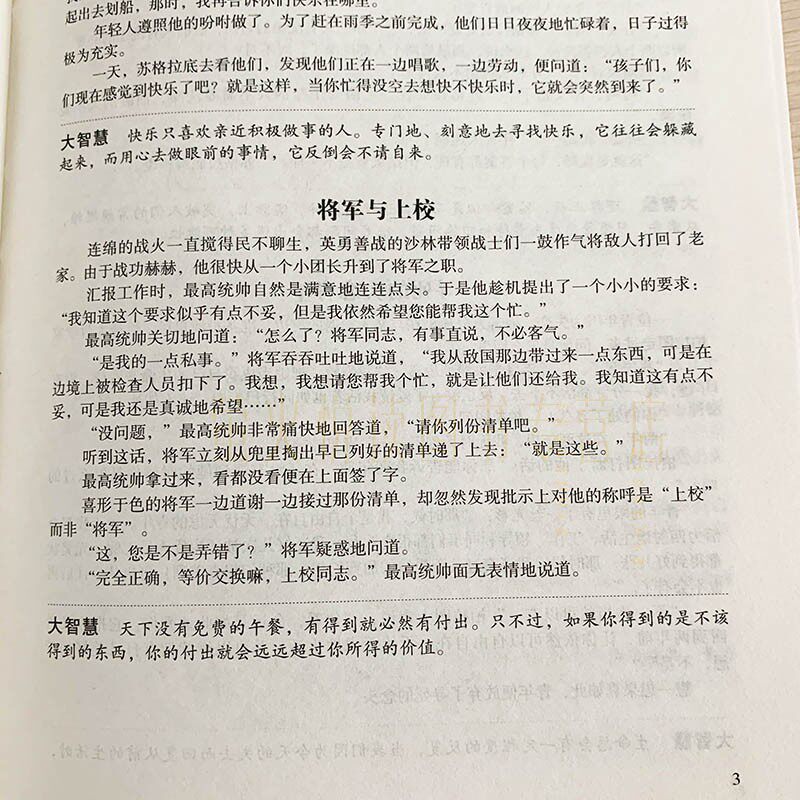 起出去划船，那时，我再告诉你们快乐在哪里。
年轻人遵照他的吩咐做了。为了赶在雨季之前完成，他们日日夜夜地忙碌着，日子过得
极为充实。
一天，苏格拉底去看他们，发现他们正在一边唱歌，一边劳动，便问道：“孩子们，你
们现在感觉到快乐了吧？就是这样，当你忙得没空去想快不快乐时，它就会突然到来了。”
大智慧 快乐只喜欢亲近积极做事的人。专门地、刻意地去寻找快乐，它往往会躲藏
起来，而用心去做眼前的事情，它反倒会不请自来。
将军与上校
连绵的战火一直搅得民不聊生，英勇善战的沙林带领战士们一鼓作气将敌人打回了老
家。由于战功赫赫，他很快从一个小团长升到了将军之职。
汇报工作时，最高统帅自然是满意地连连点头。于是他趁机提出了一个小小的要求：
“我知道这个要求似乎有点不妥，但是我依然希望您能帮我这个忙。”
最高统帅关切地问道：“怎么了？将军同志，有事直说，不必客气。”
“是我的一点私事。”将军吞吞吐吐地说道，“我从敌国那边带过来一点东西，可是在
边境上被检查人员扣下了。我想，我想请您帮我个忙，就是让他们还给我。我知道这有点不
妥，可是我还是真诚地希望……”
“没问题，”最高统帅非常痛快地回答道，“请你列份清单吧。”
听到这话，将军立刻从兜里掏出早已列好的清单递了上去：“就是这些。”
最高统帅拿过来，看都没看便在上面签了字。
喜形于色的将军一边道谢一边接过那份清单，却忽然发现批示上对他的称呼是“上校”
而非“将军”。
“这，您是不是弄错了？”将军疑惑地问道。
“完全正确，等价交换嘛，上校同志。”最高统帅面无表情地说道。
大智慧 天下没有免费的午餐，有得到就必然有付出。只不过，如果你得到的是不该
得到的东西，你的付出就会远远超过你所得的价值。
3